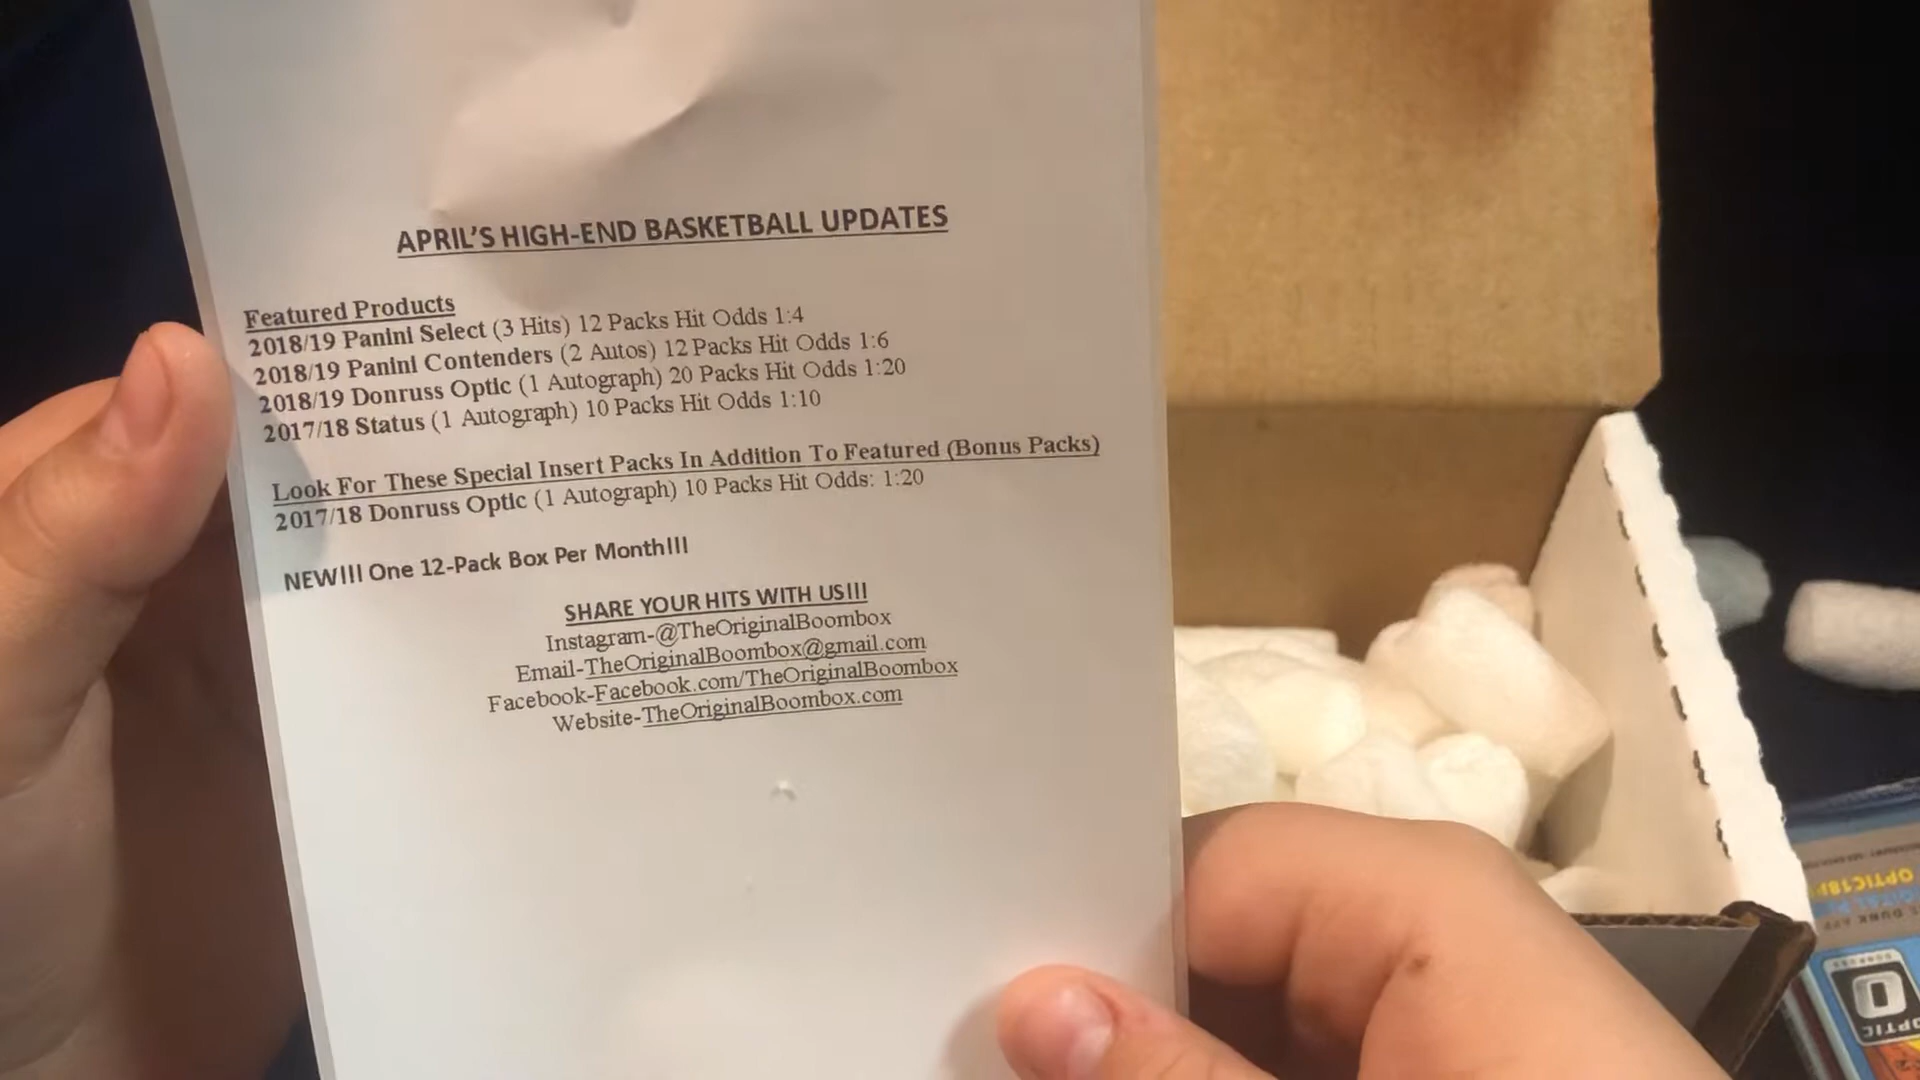 APRIL'S HIGH-END BASKETBALL UPDATES
Featured Products
2018/19 Panini Select (3 Hits) 12 Packs Hit Odds 1:4
2018/19 Panini Contenders (2 Autos) 12 Packs Hit Odds 1:6
2018/19 Donruss Optic (1 Autograph) 20 Packs Hit Odds 1:20
2017/18 Status (1 Autograph) 10 Packs Hit Odds 1:10
Look For These Special Insert Packs In Addition To Featured (Bonus Packs)
2017/18 Donruss Optic (1 Autograph) 10 Packs Hit Odds: 1:20
NEW!!! One 12-Pack Box Per Month!!!
SHARE YOUR HITS WITH US!!!
Instagram-@TheOriginalBoombox
Email-TheOriginalBoombox@gmail.com
Facebook-Facebook.com/TheOriginalBoombox
Website-TheOriginalBoombox.com
OPTIC